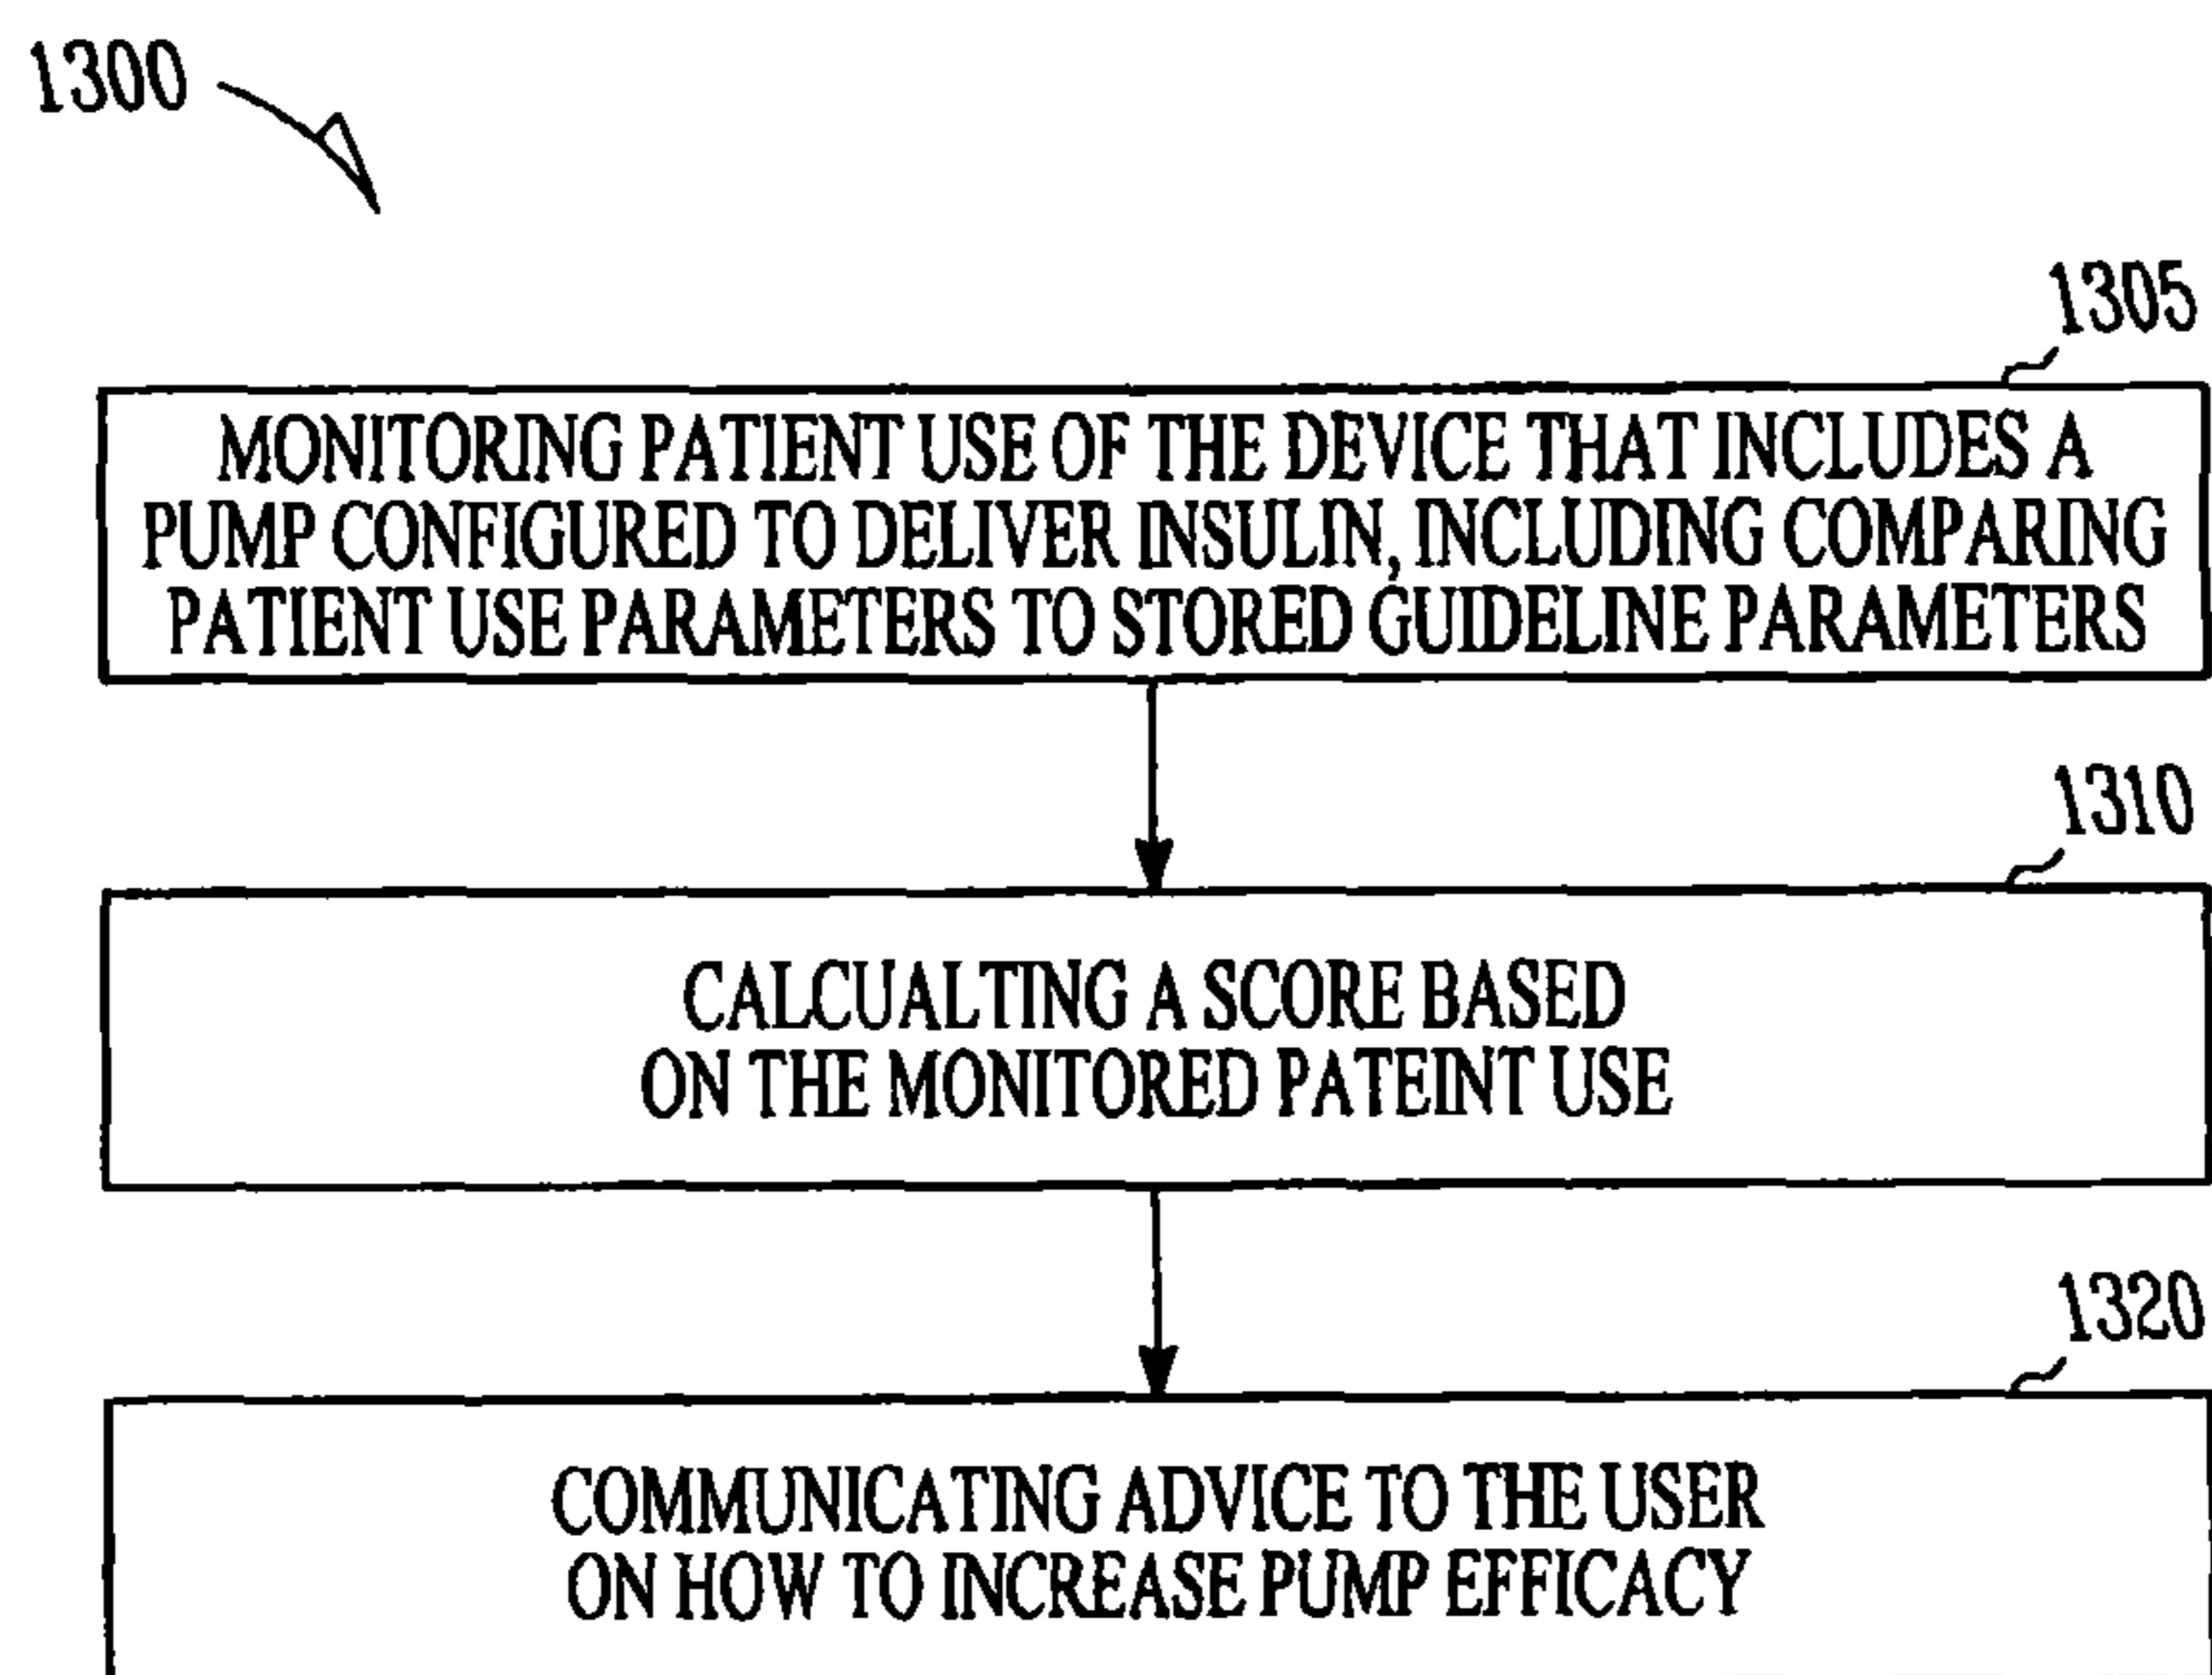 1300
1305
MONITORING PATIENT USE OF THE DEVICE THAT INCLUDES A
PUMP CONFIGURED TO DELIVER INSULIN, INCLUDING COMPARING
PATIENT USE PARAMETERS TO STORED GUIDELINE PARAMETERS
1310
CALCUALTING A SCORE BASED
ON THE MONITORED PATEINT USE
1320
COMMUNICATING ADVICE TO THE USER
ON HOW TO INCREASE PUMP EFFICACY